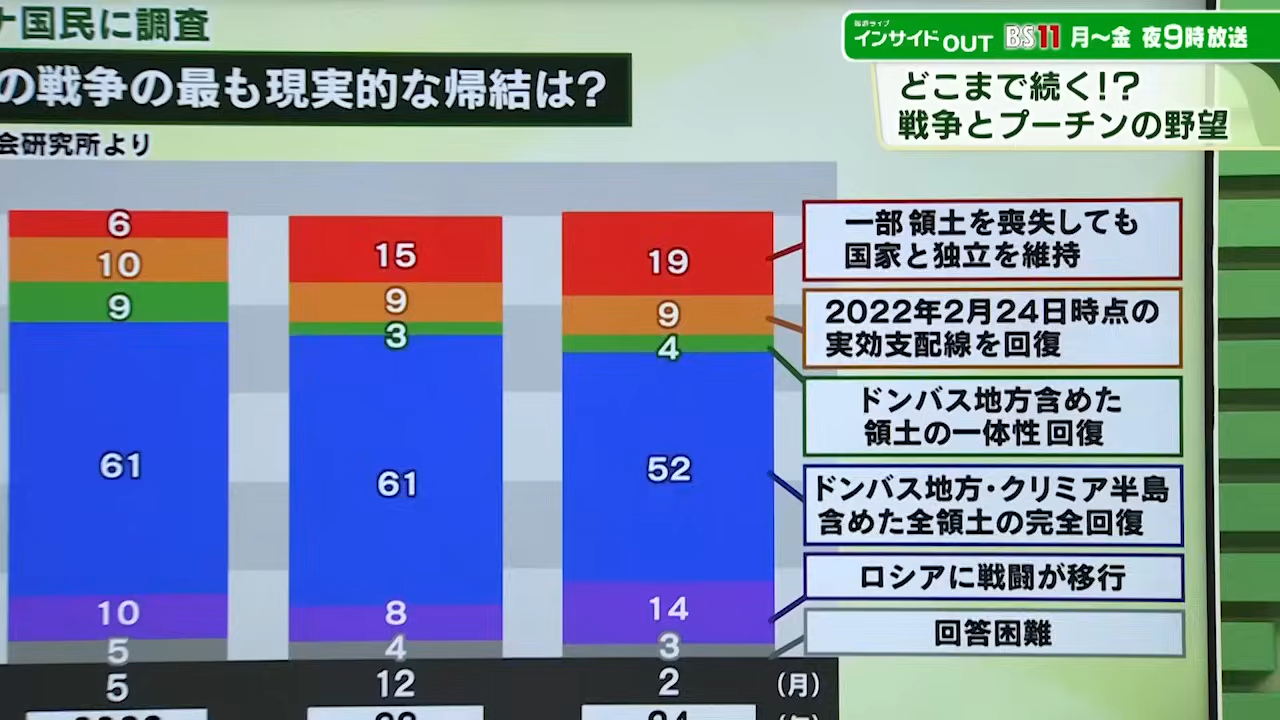 ナ国民に調査
の戦争の最も現実的な帰結は?
会研究所より
報道ライブ
インサイドOUT BS11 月〜金 夜9時放送
どこまで続く!?
戦争とプーチンの野望
6
10
9
61
10
5
5
15
9
3
61
8
4
12
19
9
4
52
14
3
2
(月)
一部領土を喪失しても
国家と独立を維持
2022年2月24日時点の
実効支配線を回復
ドンバス地方含めた
領土の一体性回復
ドンバス地方・クリミア半島
含めた全領土の完全回復
ロシアに戦闘が移行
回答困難